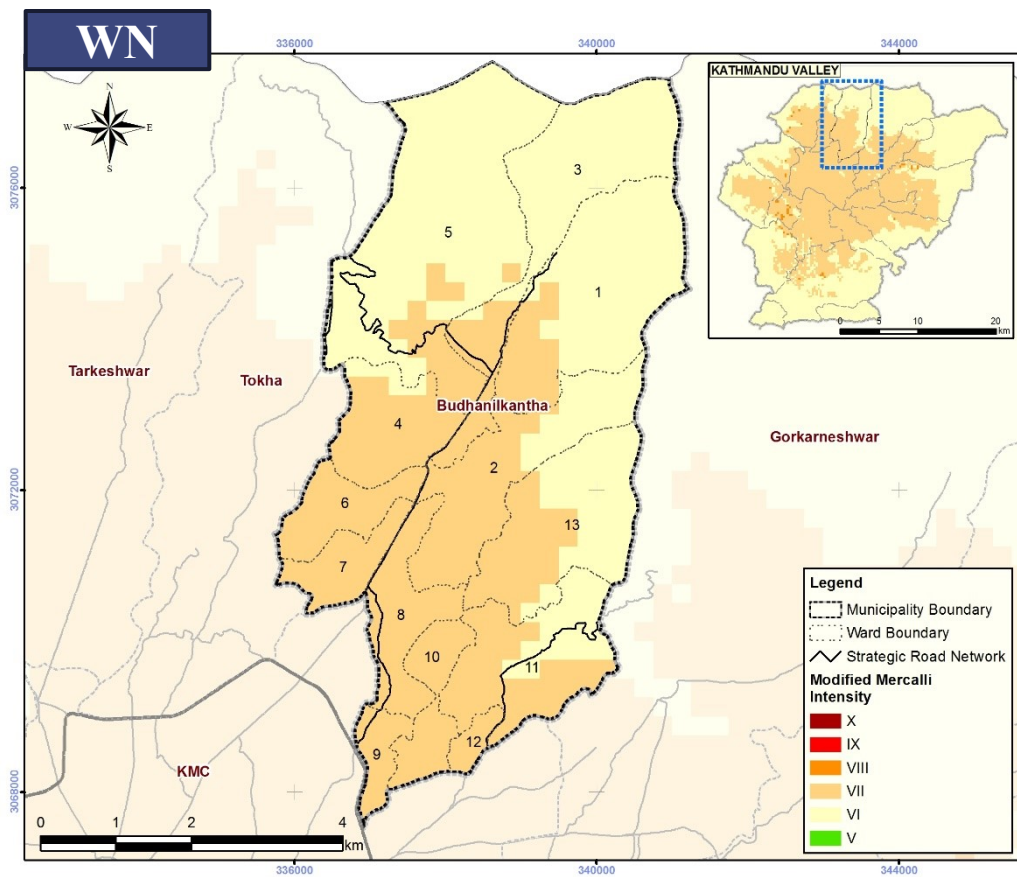 WN
336000
340000
344000
KATHMANDU VALLEY
0 5 10 20
km
N
W E
S
3076000
3
5
1
Tarkeshwar
Tokha
Budhanilkantha
Gorkarneshwar
4
2
3072000
6
13
7
8
10
11
12
9
KMC
3068000
Legend
Municipality Boundary
Ward Boundary
Strategic Road Network
Modified Mercalli
Intensity
X
IX
VIII
VII
VI
V
0 1 2 4
km
336000
340000
344000